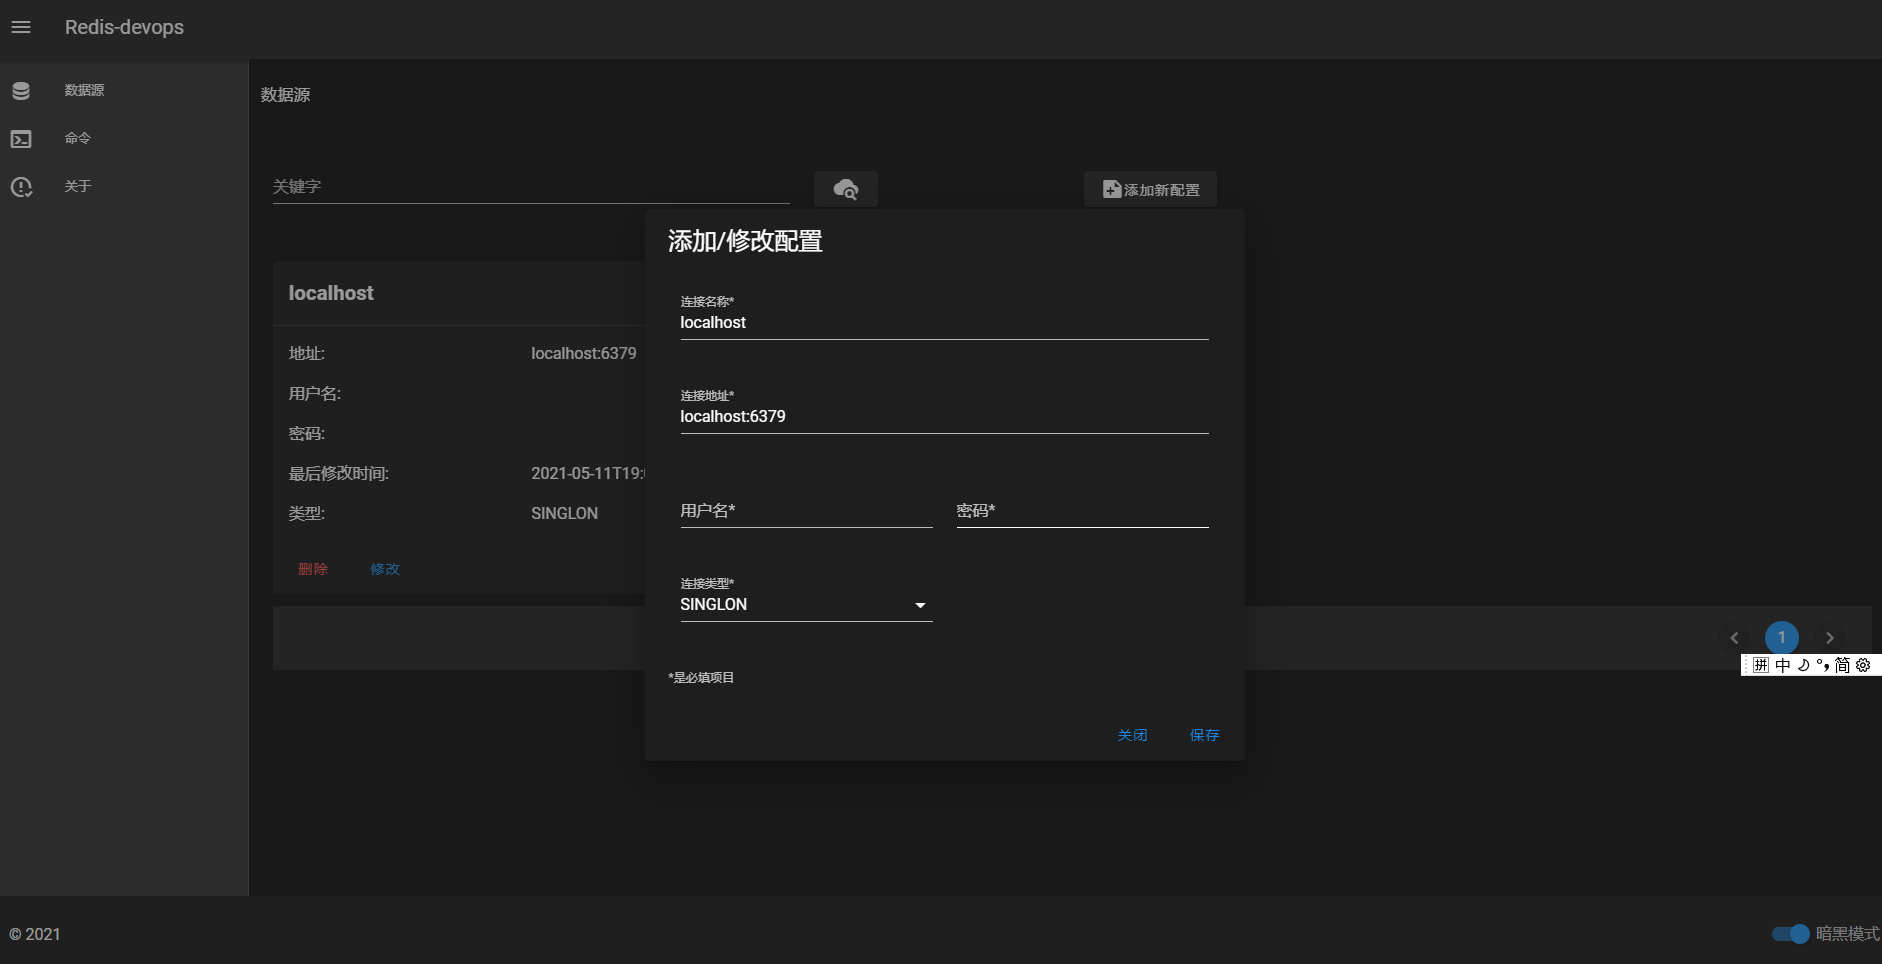 Redis-devops
数据源
命令
关于
数据源
关键字
添加新配置
localhost
地址: localhost:6379
用户名:
密码:
最后修改时间: 2021-05-11T19:
类型: SINGLON
删除 修改
添加/修改配置
连接名称*
localhost
连接地址*
localhost:6379
用户名* 密码*
连接类型*
SINGLON
*是必填项目
关闭 保存
1
拼 中 简
© 2021
暗黑模式